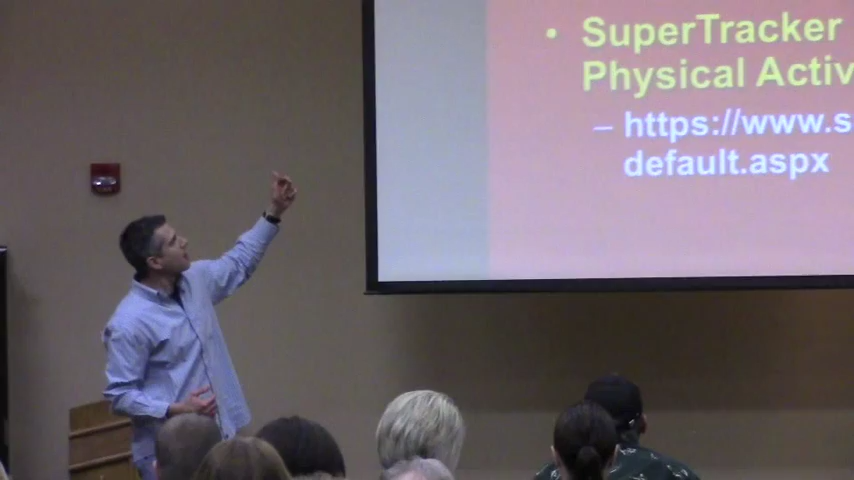 • SuperTracker
Physical Activ
– https://www.s
default.aspx